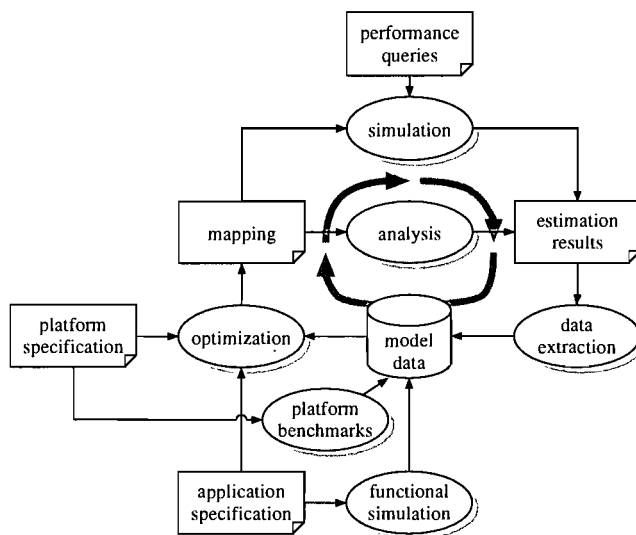 performance
queries
simulation
mapping
analysis
estimation
results
platform
specification
optimization
model
data
data
extraction
platform
benchmarks
application
specification
functional
simulation